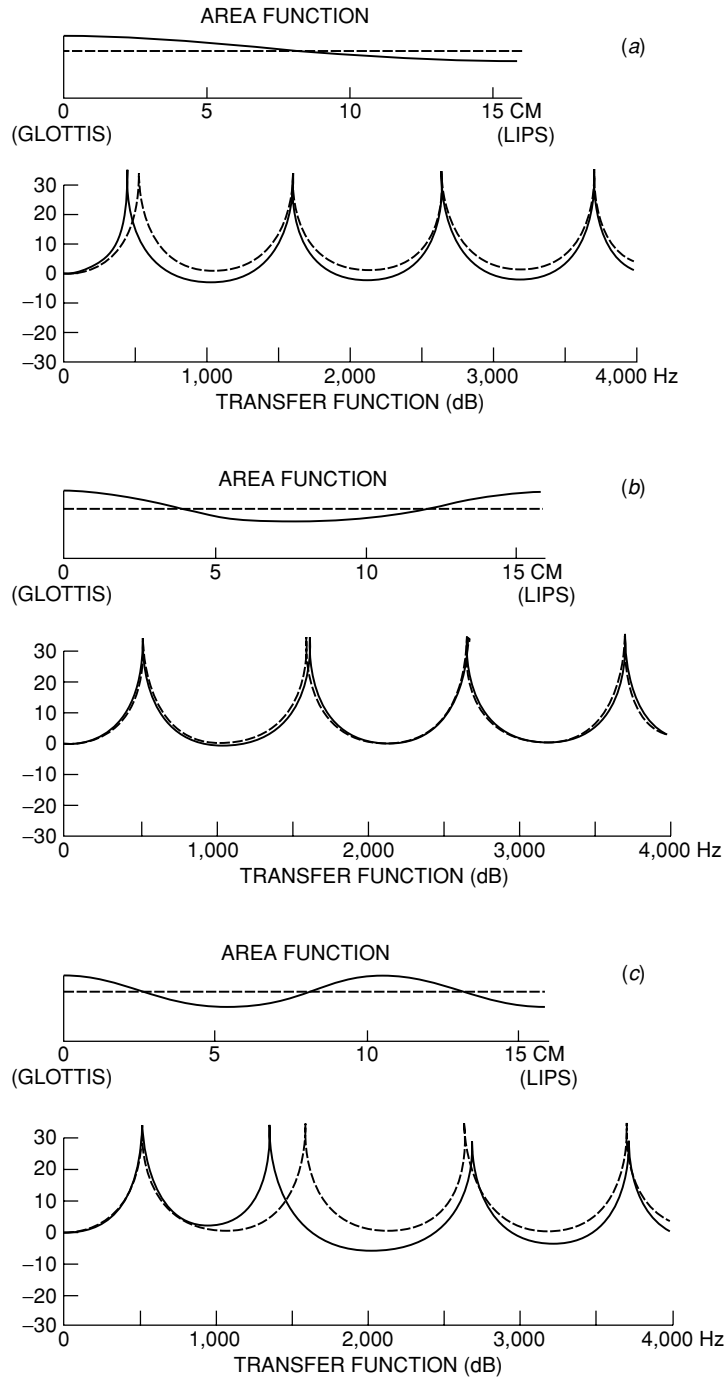 AREA FUNCTION
(a)
0 5 10 15 CM
(GLOTTIS) (LIPS)
30
20
10
0
–10
–20
–30
0 1,000 2,000 3,000 4,000 Hz
TRANSFER FUNCTION (dB)
AREA FUNCTION
(b)
0 5 10 15 CM
(GLOTTIS) (LIPS)
30
20
10
0
–10
–20
–30
0 1,000 2,000 3,000 4,000 Hz
TRANSFER FUNCTION (dB)
AREA FUNCTION
(c)
0 5 10 15 CM
(GLOTTIS) (LIPS)
30
20
10
0
–10
–20
–30
0 1,000 2,000 3,000 4,000 Hz
TRANSFER FUNCTION (dB)